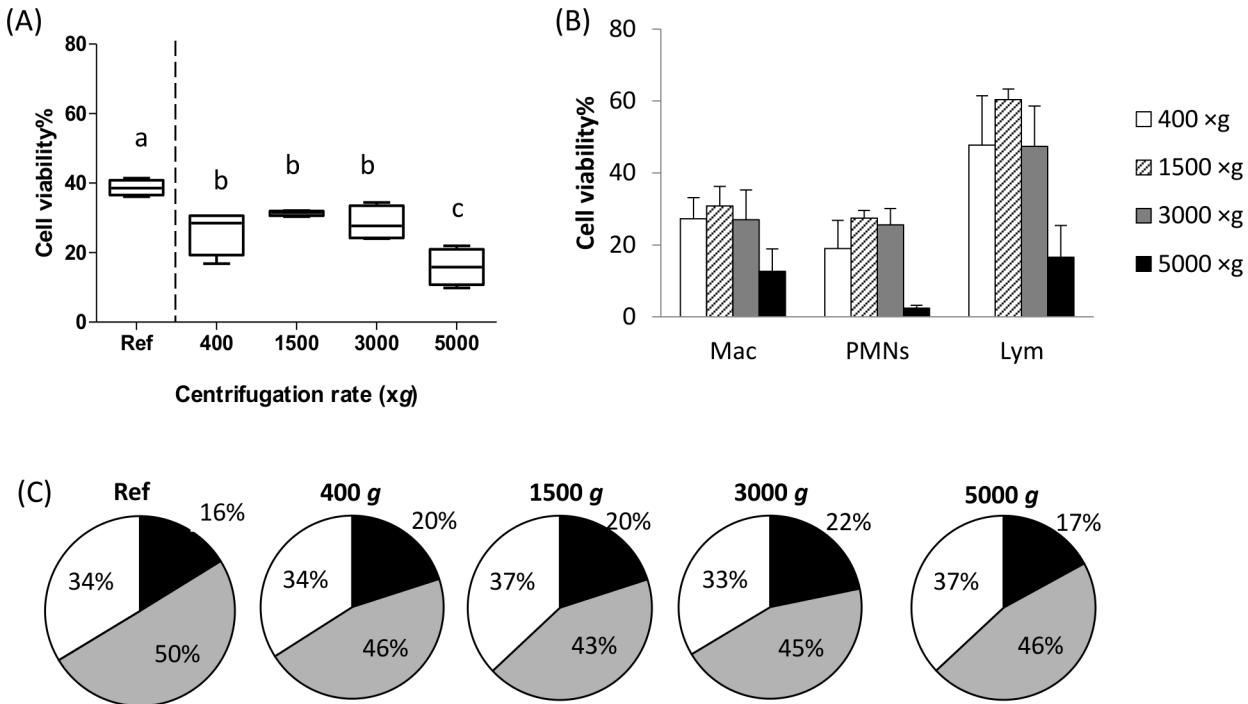 (A)
80
60
40
20
0
Cell viability%
a
b
b
b
c
Ref 400 1500 3000 5000
Centrifugation rate (xg)
(B)
80
60
40
20
0
Cell viability%
Mac PMNs Lym
400 ×g
1500 ×g
3000 ×g
5000 ×g
(C)
Ref
16%
34%
50%
400 g
20%
34%
46%
1500 g
20%
37%
43%
3000 g
22%
33%
45%
5000 g
17%
37%
46%